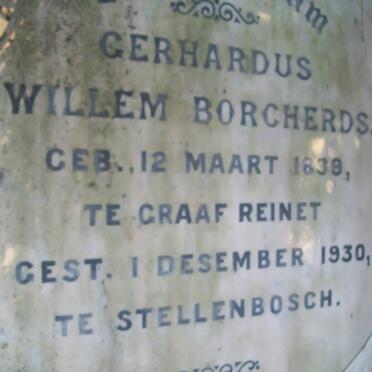 GERHARDUS
WILLEM BORCHERDS,
GEB., 12 MAART 1839,
TE GRAAF REINET
GEST. 1 DESEMBER 1930,
TE STELLENBOSCH.